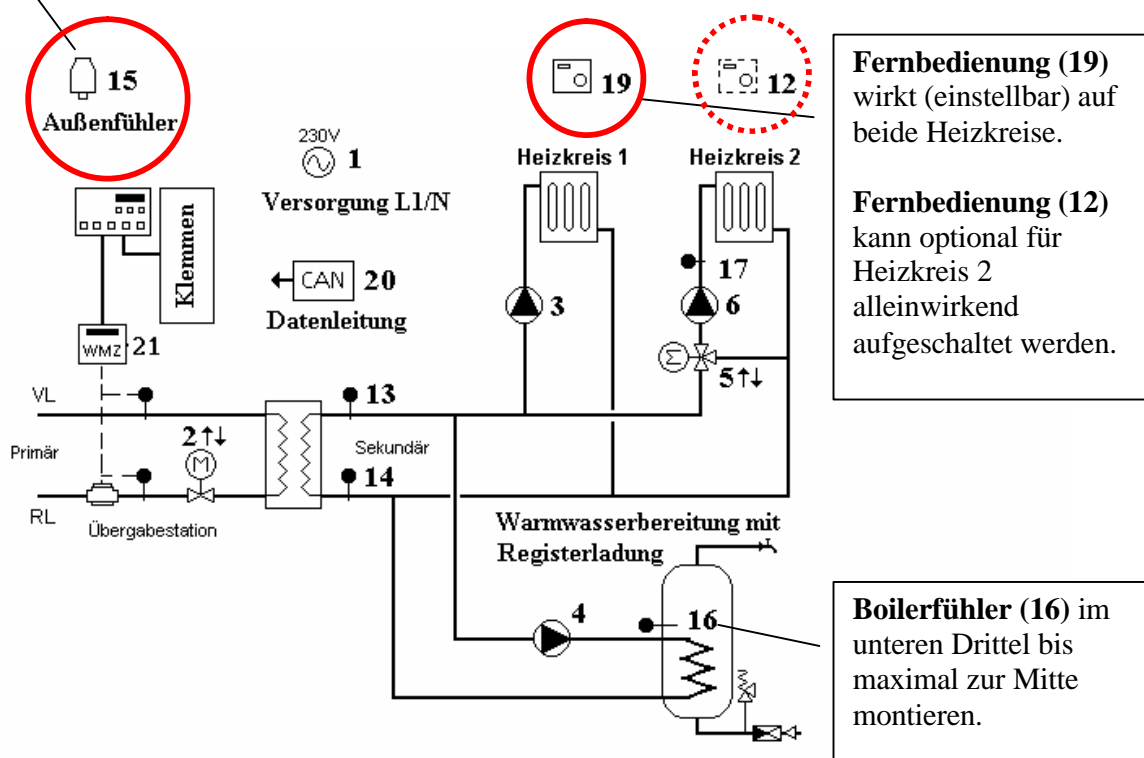 15
Außenfühler
19
12
Fernbedienung (19)
wirkt (einstellbar) auf
beide Heizkreise.
Fernbedienung (12)
kann optional für
Heizkreis 2
alleinwirkend
aufgeschaltet werden.
230V
1
Versorgung L1/N
Heizkreis 1
Heizkreis 2
Klemmen
CAN
20
Datenleitung
3
17
6
WMZ
21
Σ
5↑↓
VL
13
2↑↓
M
Primär
Sekundär
14
RL
Übergabestation
Warmwasserbereitung mit
Registerladung
4
16
Boilerfühler (16) im
unteren Drittel bis
maximal zur Mitte
montieren.